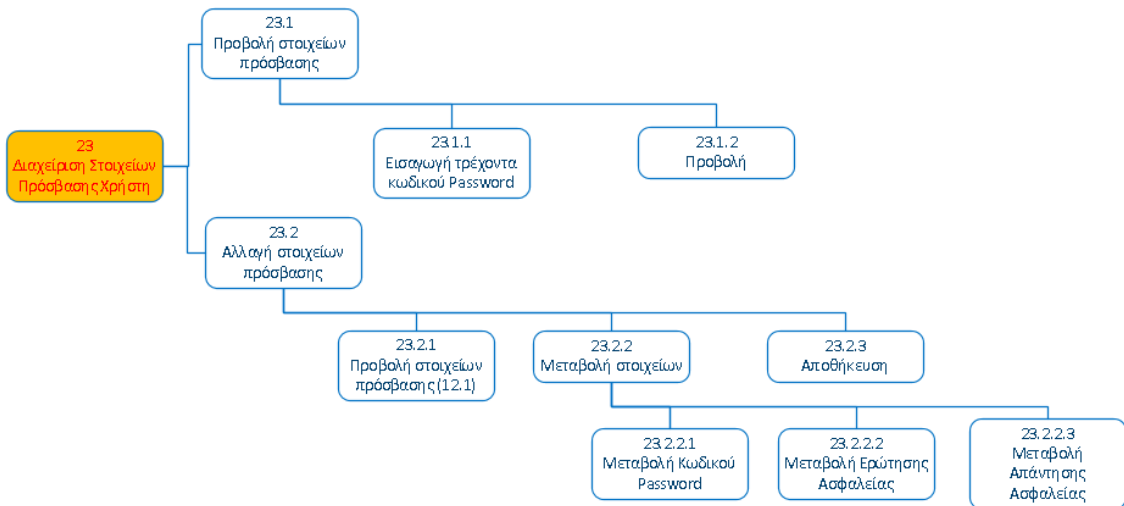 23.1
Προβολή στοιχείων
πρόσβασης
23.1.1
Εισαγωγή τρέχοντα
κωδικού Password
23.1.2
Προβολή
23
Διαχείριση Στοιχείων
Πρόσβασης Χρήστη
23.2
Αλλαγή στοιχείων
πρόσβασης
23.2.1
Προβολή στοιχείων
πρόσβασης (12.1)
23.2.2
Μεταβολή στοιχείων
23.2.3
Αποθήκευση
23.2.2.1
Μεταβολή Κωδικού
Password
23.2.2.2
Μεταβολή Ερώτησης
Ασφαλείας
23.2.2.3
Μεταβολή
Απάντησης
Ασφαλείας